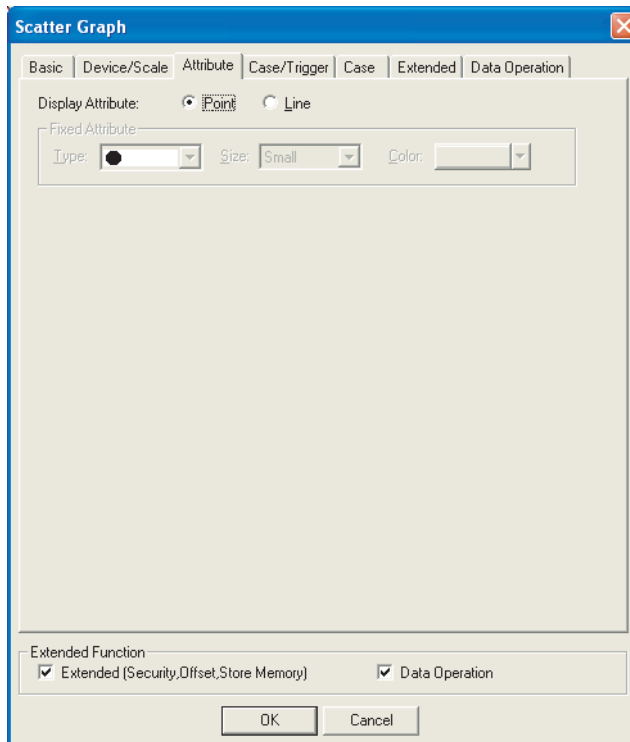 Scatter Graph
Basic Device/Scale Attribute Case/Trigger Case Extended Data Operation
Display Attribute: Point Line
Fixed Attribute
Type: Size: Small Color:
Extended Function
Extended (Security,Offset,Store Memory) Data Operation
OK Cancel